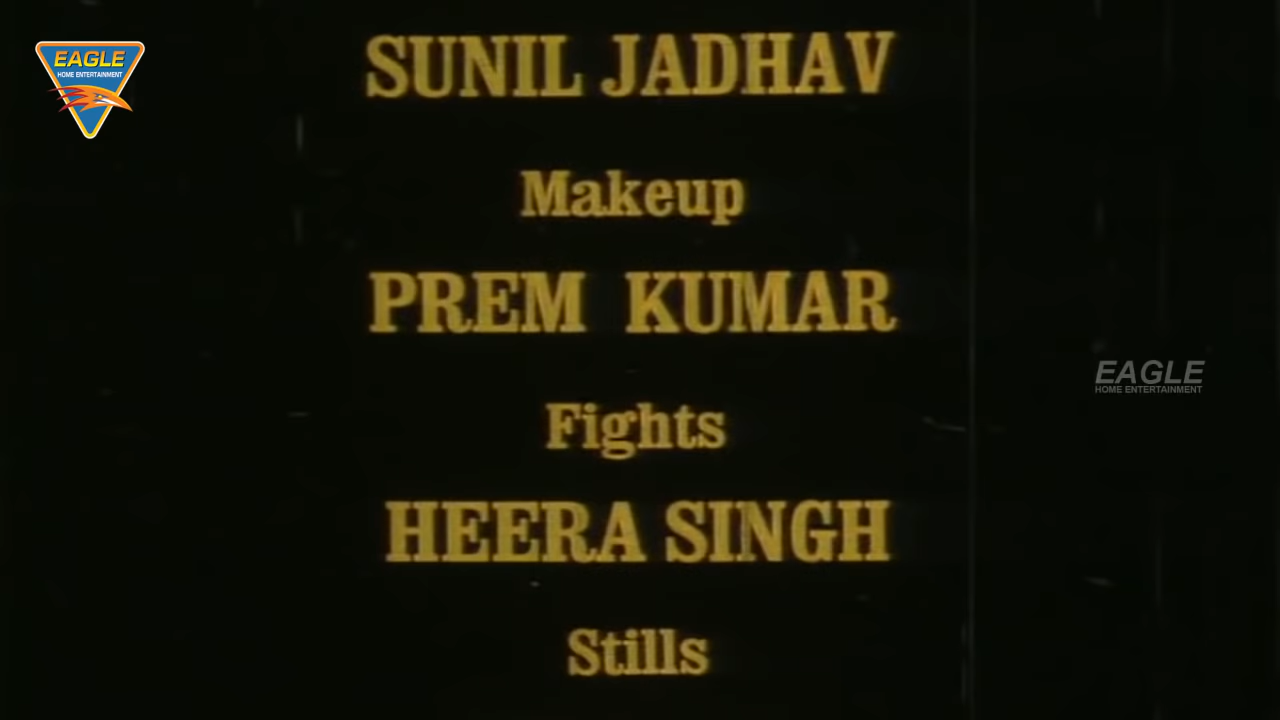 EAGLE
HOME ENTERTAINMENT
SUNIL JADHAV
Makeup
PREM KUMAR
EAGLE
HOME ENTERTAINMENT
Fights
HEERA SINGH
Stills